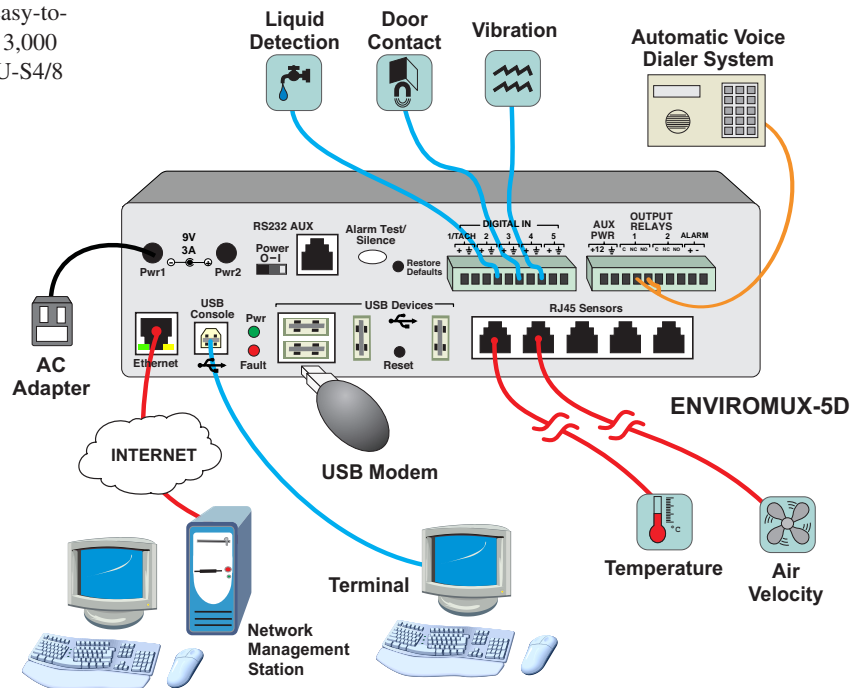 asy-to-
3,000
U-S4/8
Liquid
Detection
Door
Contact
Vibration
Automatic Voice
Dialer System
9V
3A
Pwr1
Pwr2
RS232 AUX
Power
O–I
Alarm Test/
Silence
Restore
Defaults
DIGITAL IN
1/TACH 2 3 4 5
+ + + + +
AUX
PWR
+12
OUTPUT
RELAYS
1 2
C NC NO C NC NO
ALARM
+ -
Ethernet
USB
Console
Pwr
Fault
USB Devices
Reset
RJ45 Sensors
AC
Adapter
ENVIROMUX-5D
INTERNET
USB Modem
°C
Temperature
Air
Velocity
Terminal
Network
Management
Station